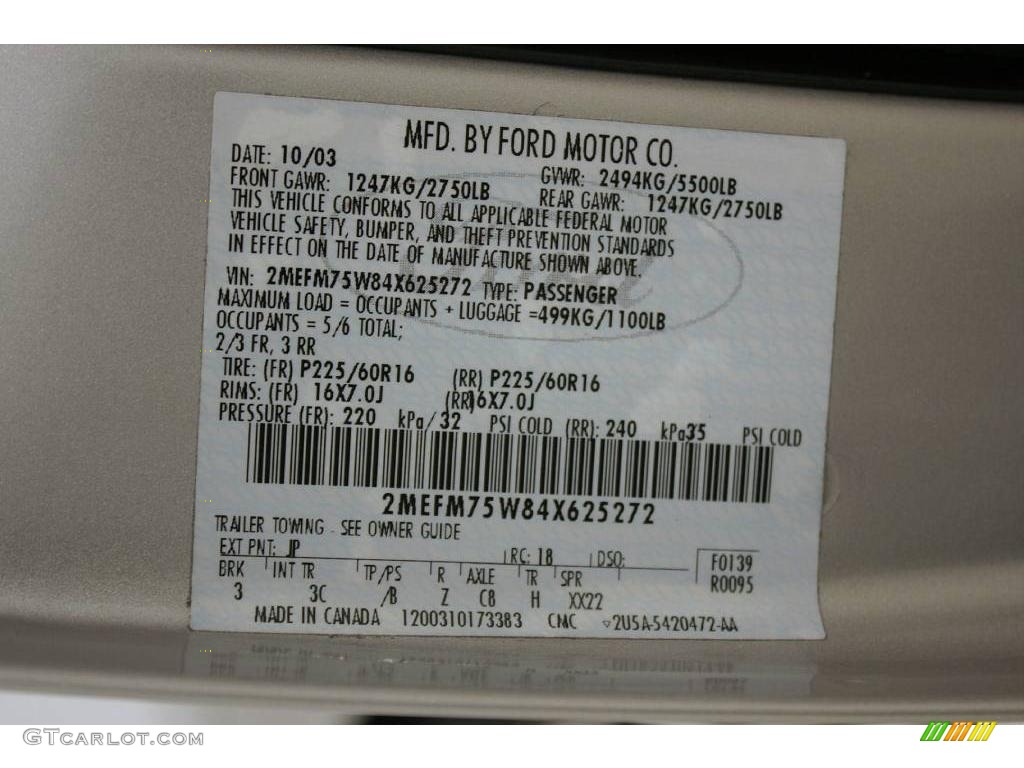 MFD. BY FORD MOTOR CO.
DATE: 10/03 GVWR: 2494KG/5500LB
FRONT GAWR: 1247KG/2750LB REAR GAWR: 1247KG/2750LB
THIS VEHICLE CONFORMS TO ALL APPLICABLE FEDERAL MOTOR
VEHICLE SAFETY, BUMPER, AND THEFT PREVENTION STANDARDS
IN EFFECT ON THE DATE OF MANUFACTURE SHOWN ABOVE.
VIN: 2MEFM75W84X625272 TYPE: PASSENGER
MAXIMUM LOAD = OCCUPANTS + LUGGAGE =499KG/1100LB
OCCUPANTS = 5/6 TOTAL;
2/3 FR, 3 RR
TIRE: (FR) P225/60R16 (RR) P225/60R16
RIMS: (FR) 16X7.0J (RR)16X7.0J
PRESSURE (FR): 220 kPa/32 PSI COLD (RR): 240 kPa35 PSI COLD
2MEFM75W84X625272
TRAILER TOWING - SEE OWNER GUIDE
EXT PNT: JP RC: 18 DSO: F0139
R0095
BRK INT TR TP/PS R AXLE TR SPR
3 3C /B Z C8 H XX22
MADE IN CANADA 1200310173383 CMC ▿2U5A-5420472-AA
GTCARLOT.COM